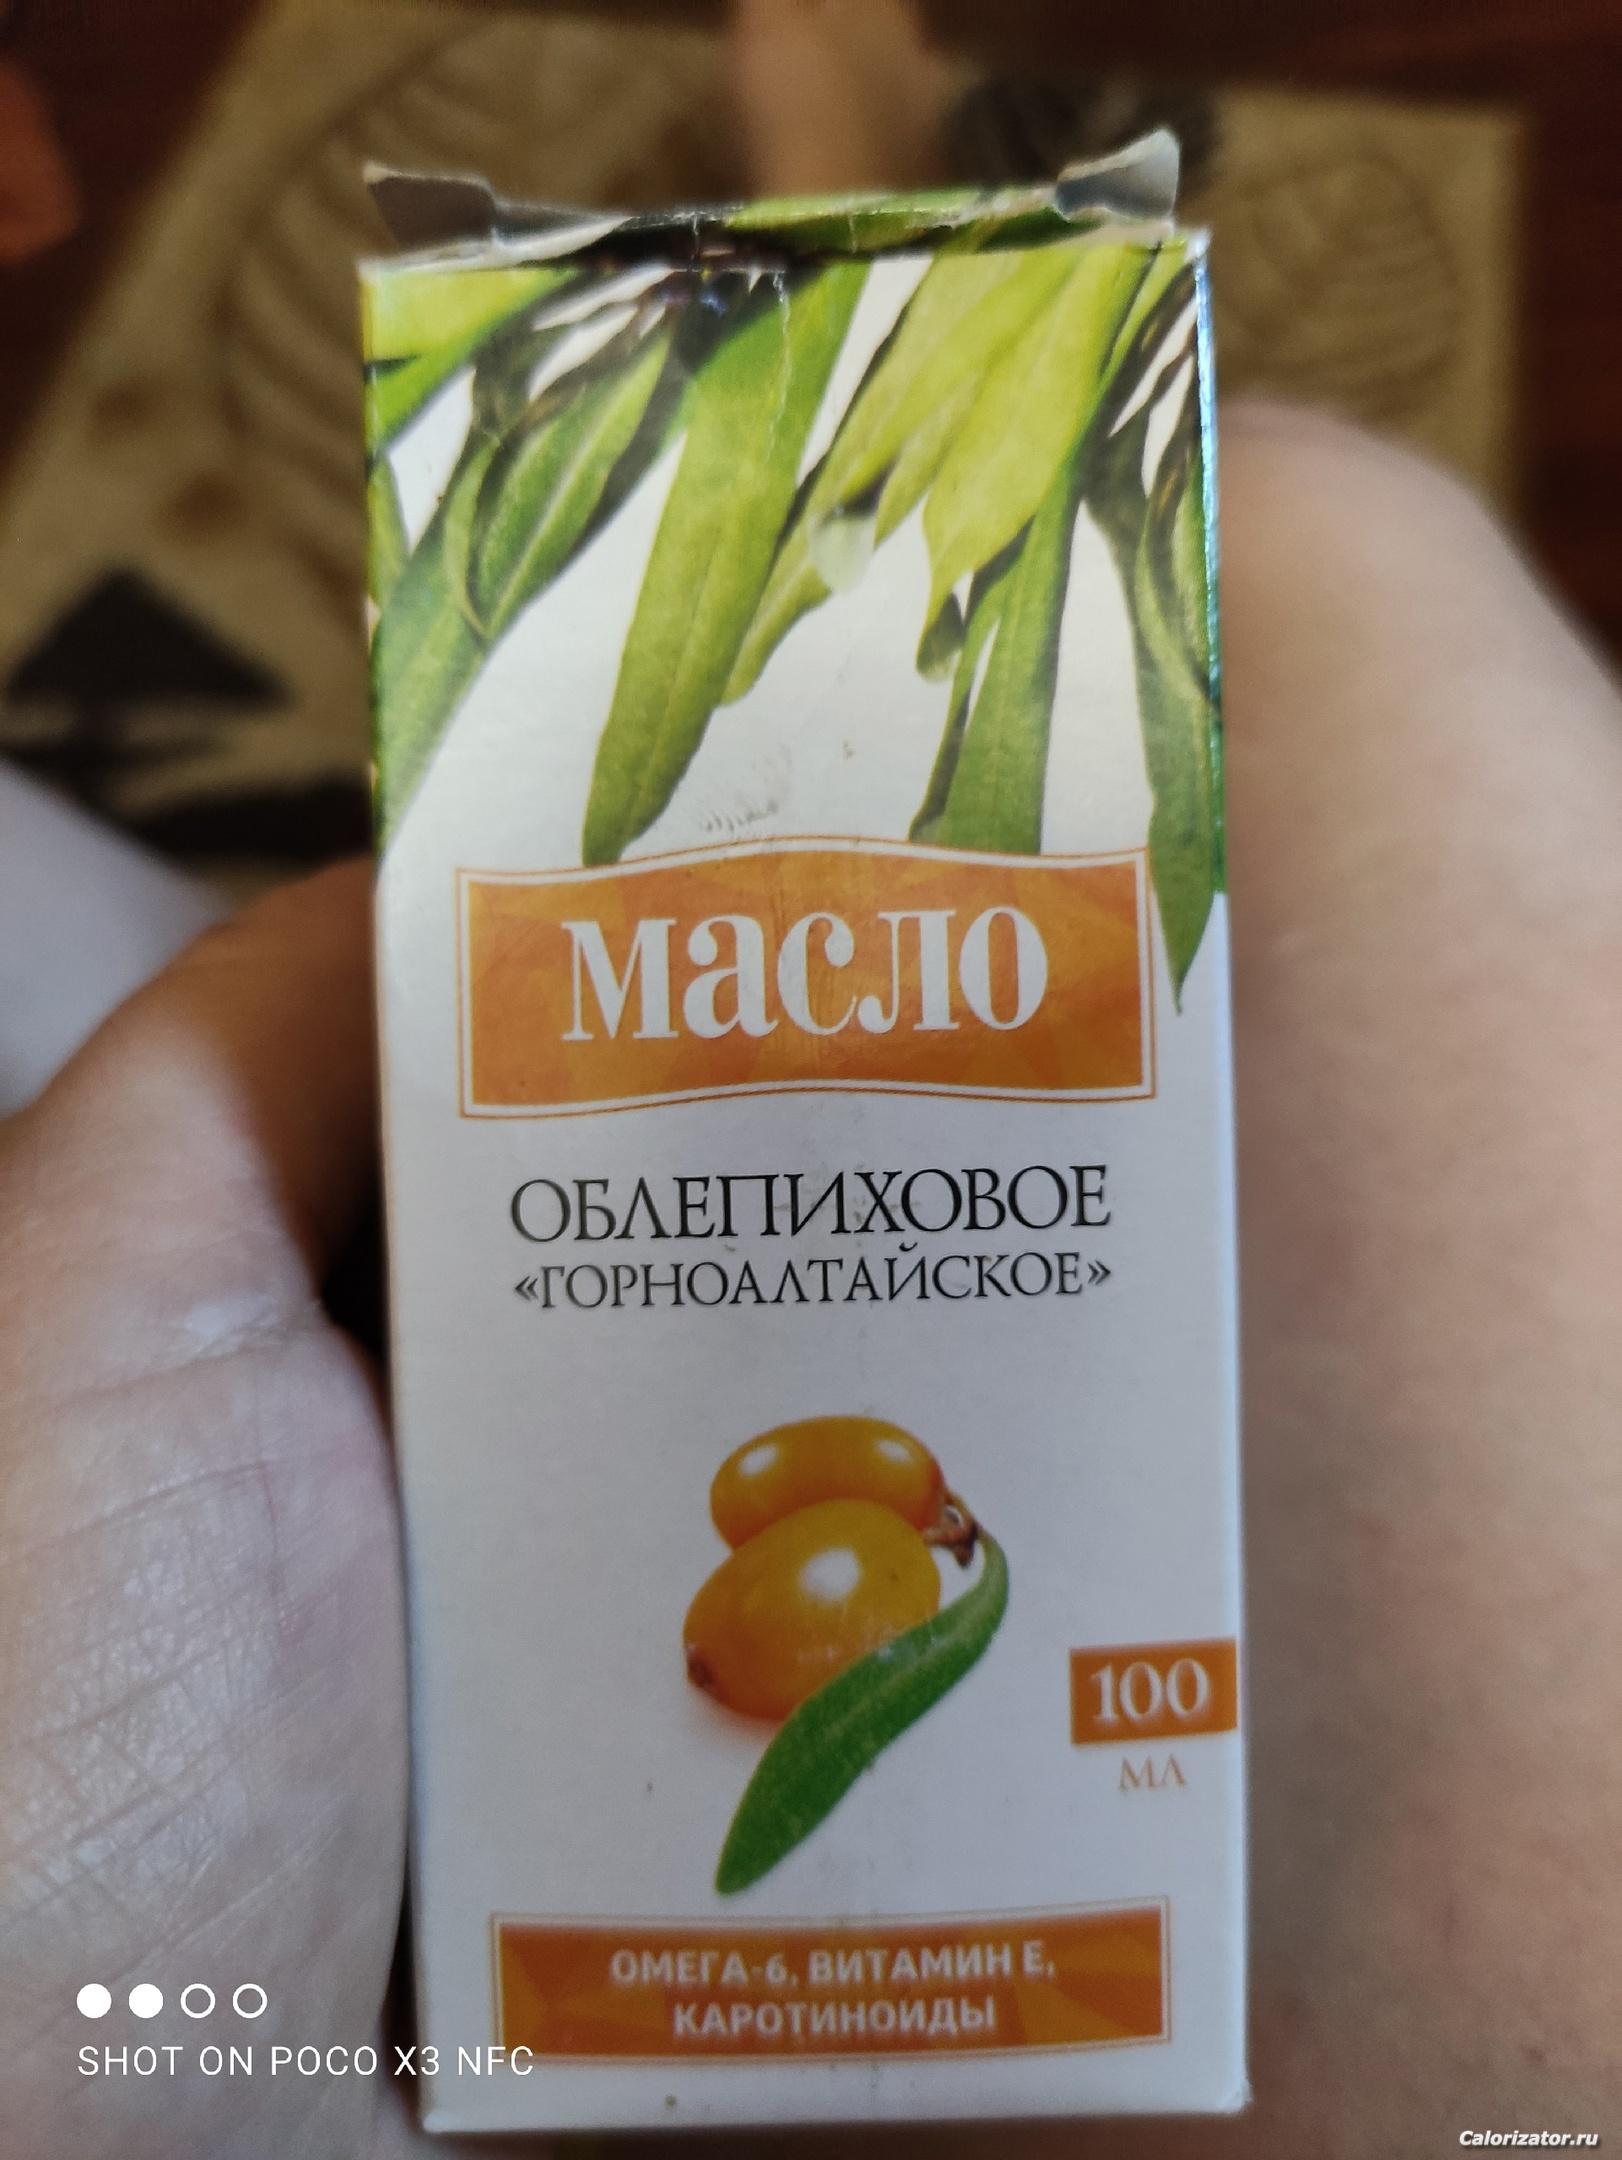 масло
ОБЛЕПИХОВОЕ
«ГОРНОАЛТАЙСКОЕ»
100
МЛ
ОМЕГА-6, ВИТАМИН Е,
КАРОТИНОИДЫ
SHOT ON POCO X3 NFC
Calorizator.ru